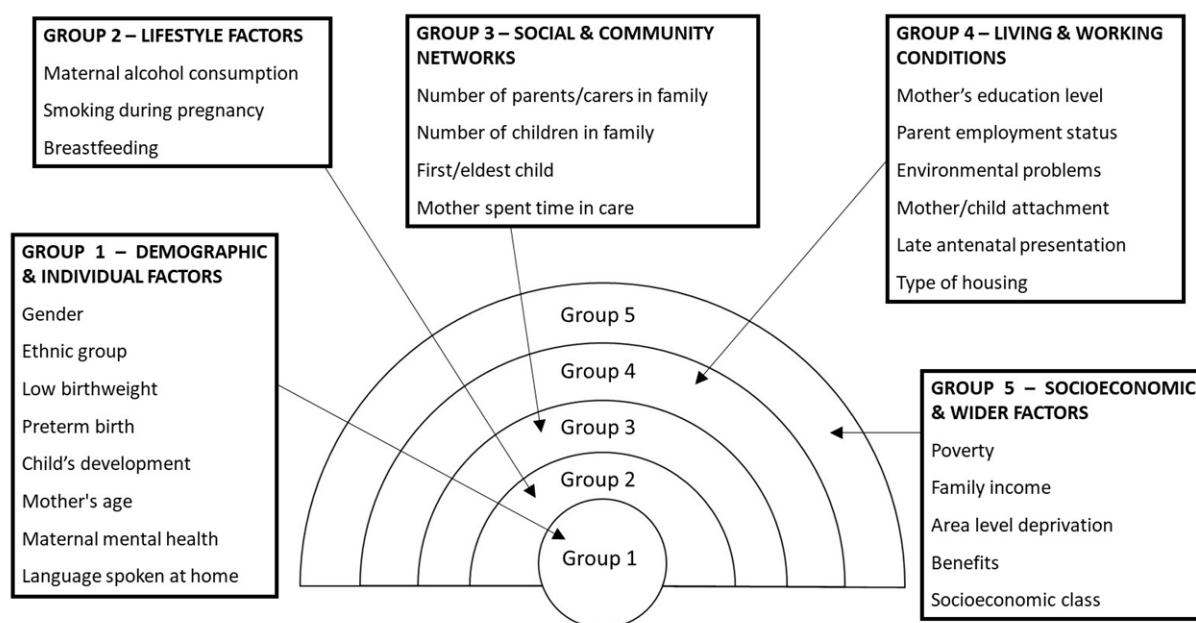 GROUP 2 – LIFESTYLE FACTORS
Maternal alcohol consumption
Smoking during pregnancy
Breastfeeding
GROUP 3 – SOCIAL & COMMUNITY
NETWORKS
Number of parents/carers in family
Number of children in family
First/eldest child
Mother spent time in care
GROUP 4 – LIVING & WORKING
CONDITIONS
Mother's education level
Parent employment status
Environmental problems
Mother/child attachment
Late antenatal presentation
Type of housing
GROUP 1 – DEMOGRAPHIC
& INDIVIDUAL FACTORS
Gender
Ethnic group
Low birthweight
Preterm birth
Child's development
Mother's age
Maternal mental health
Language spoken at home
Group 5
Group 4
Group 3
Group 2
Group 1
GROUP 5 – SOCIOECONOMIC
& WIDER FACTORS
Poverty
Family income
Area level deprivation
Benefits
Socioeconomic class